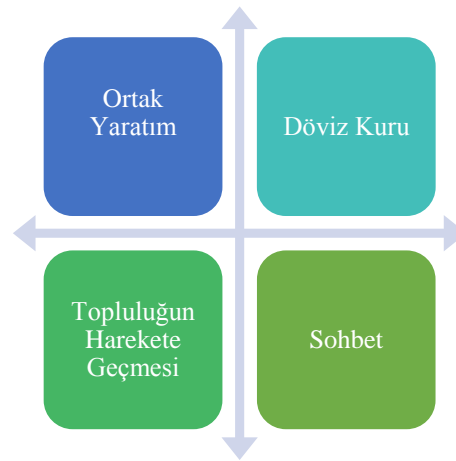 Ortak
Yaratım
Döviz Kuru
Topluluğun
Harekete
Geçmesi
Sohbet